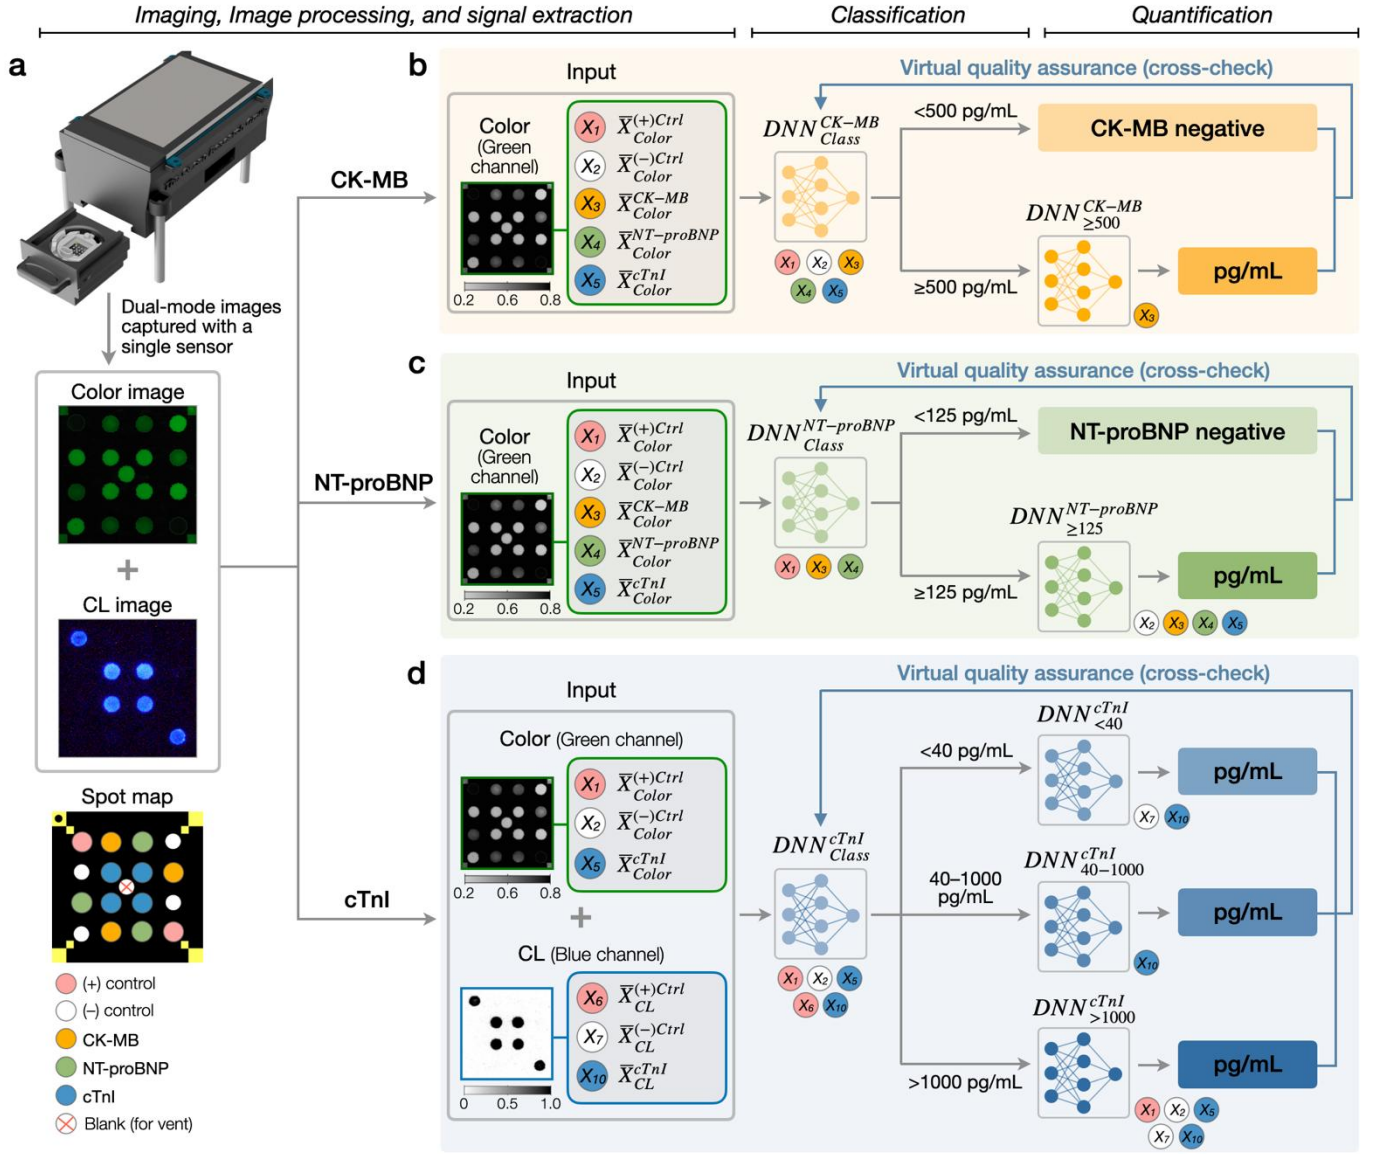 Imaging, Image processing, and signal extraction
Classification
Quantification
a
Dual-mode images
captured with a
single sensor
Color image
+
CL image
Spot map
(+) control
(–) control
CK-MB
NT-proBNP
cTnI
Blank (for vent)
CK-MB
NT-proBNP
cTnI
b
Input
Virtual quality assurance (cross-check)
Color
(Green
channel)
0.2 0.6 0.8
X1 X̅ (+)Ctrl Color
X2 X̅ (−)Ctrl Color
X3 X̅ CK−MB Color
X4 X̅ NT−proBNP Color
X5 X̅ cTnI Color
DNN CK−MB Class
X1 X2 X3
X4 X5
<500 pg/mL
CK-MB negative
≥500 pg/mL
DNN CK−MB ≥500
X3
pg/mL
c
Input
Virtual quality assurance (cross-check)
Color
(Green
channel)
0.2 0.6 0.8
X1 X̅ (+)Ctrl Color
X2 X̅ (−)Ctrl Color
X3 X̅ CK−MB Color
X4 X̅ NT−proBNP Color
X5 X̅ cTnI Color
DNN NT−proBNP Class
X1 X3 X4
<125 pg/mL
NT-proBNP negative
≥125 pg/mL
DNN NT−proBNP ≥125
X2 X3 X4 X5
pg/mL
d
Input
Virtual quality assurance (cross-check)
Color (Green channel)
0.2 0.6 0.8
X1 X̅ (+)Ctrl Color
X2 X̅ (−)Ctrl Color
X5 X̅ cTnI Color
+
CL (Blue channel)
0 0.5 1.0
X6 X̅ (+)Ctrl CL
X7 X̅ (−)Ctrl CL
X10 X̅ cTnI CL
DNN cTnI Class
X1 X2 X5
X6 X10
<40 pg/mL
DNN cTnI <40
X7 X10
pg/mL
40–1000
pg/mL
DNN cTnI 40−1000
X10
pg/mL
>1000 pg/mL
DNN cTnI >1000
X1 X2 X5
X7 X10
pg/mL